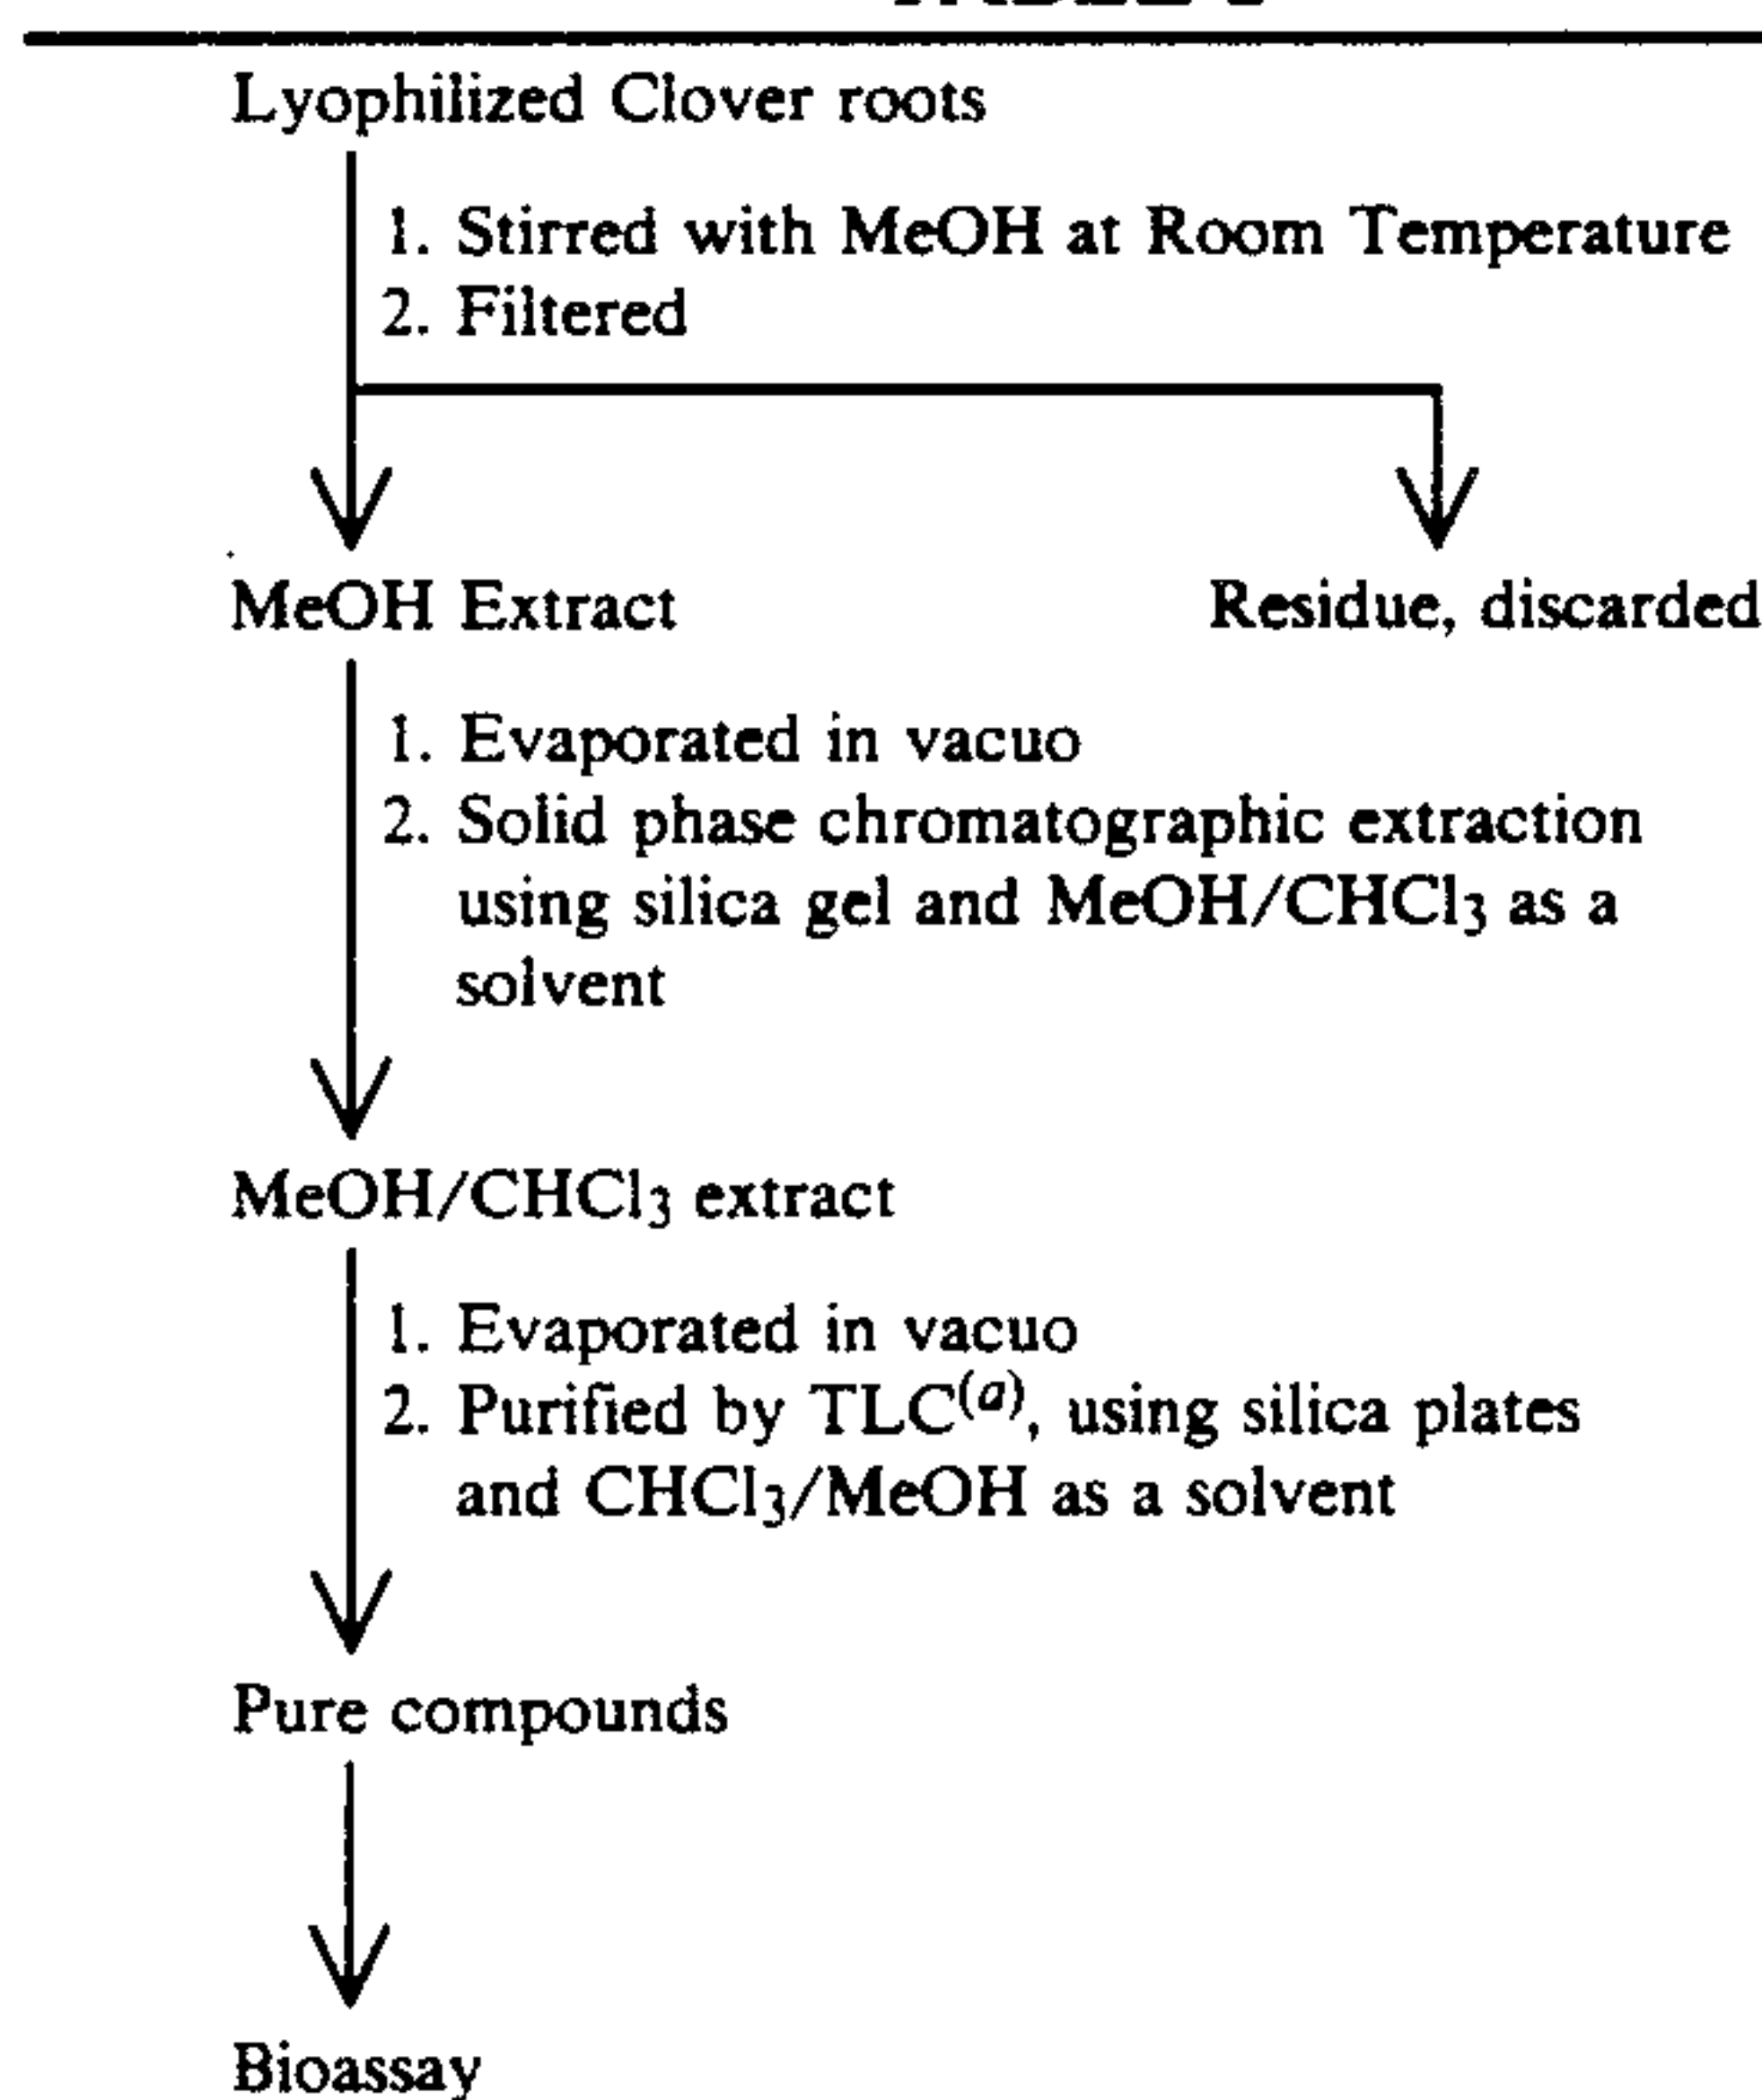 Lyophilized Clover roots
1. Stirred with MeOH at Room Temperature
2. Filtered
MeOH Extract Residue, discarded
1. Evaporated in vacuo
2. Solid phase chromatographic extraction
using silica gel and MeOH/CHCl₃ as a
solvent
MeOH/CHCl₃ extract
1. Evaporated in vacuo
2. Purified by TLC⁽ᵃ⁾, using silica plates
and CHCl₃/MeOH as a solvent
Pure compounds
Bioassay